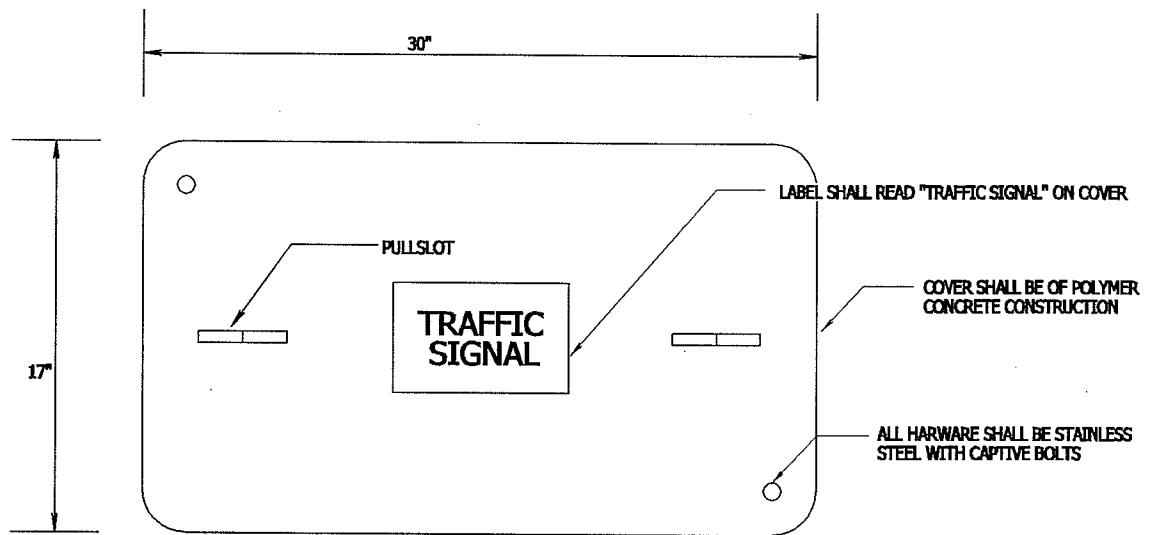 30"
LABEL SHALL READ "TRAFFIC SIGNAL" ON COVER
PULLSLOT
COVER SHALL BE OF POLYMER
CONCRETE CONSTRUCTION
TRAFFIC
SIGNAL
17"
ALL HARWARE SHALL BE STAINLESS
STEEL WITH CAPTIVE BOLTS